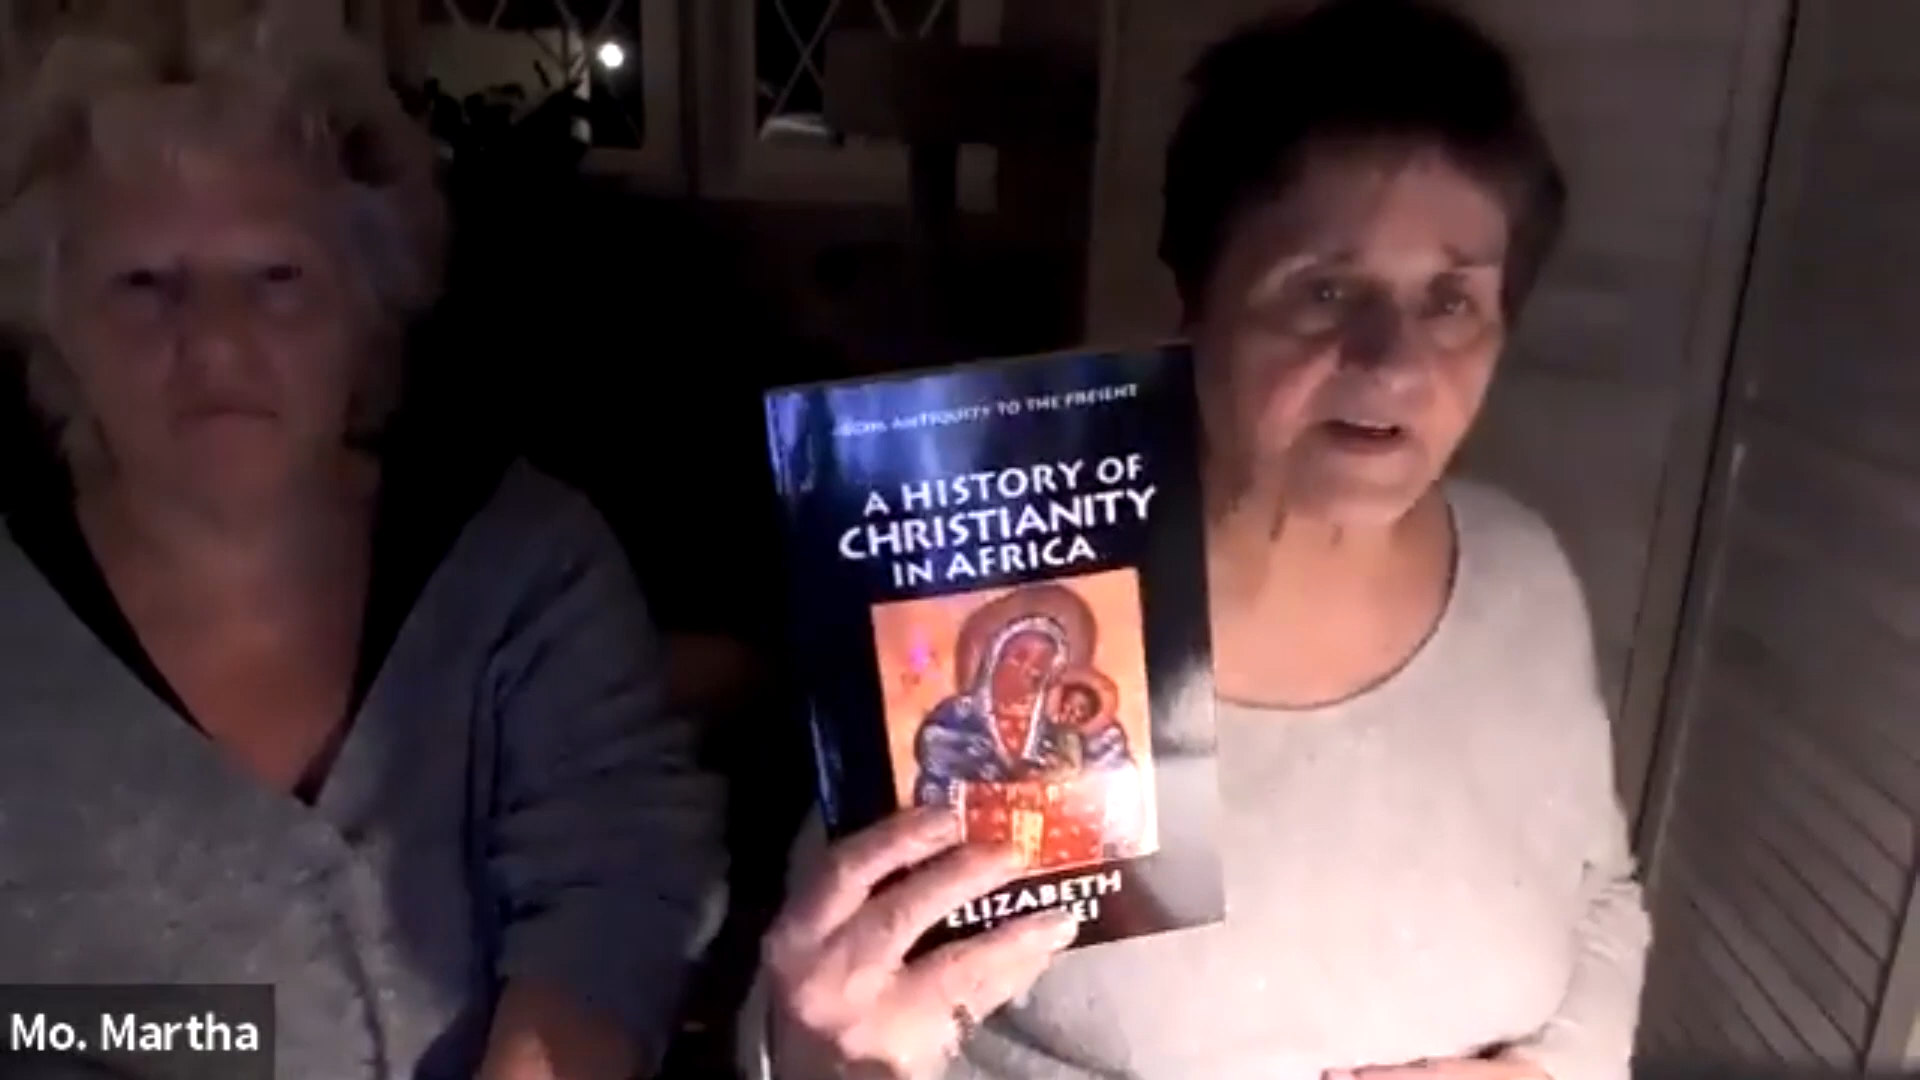 FROM ANTIQUITY TO THE PRESENT
A HISTORY OF
CHRISTIANITY
IN AFRICA
ELIZABETH
Mo. Martha